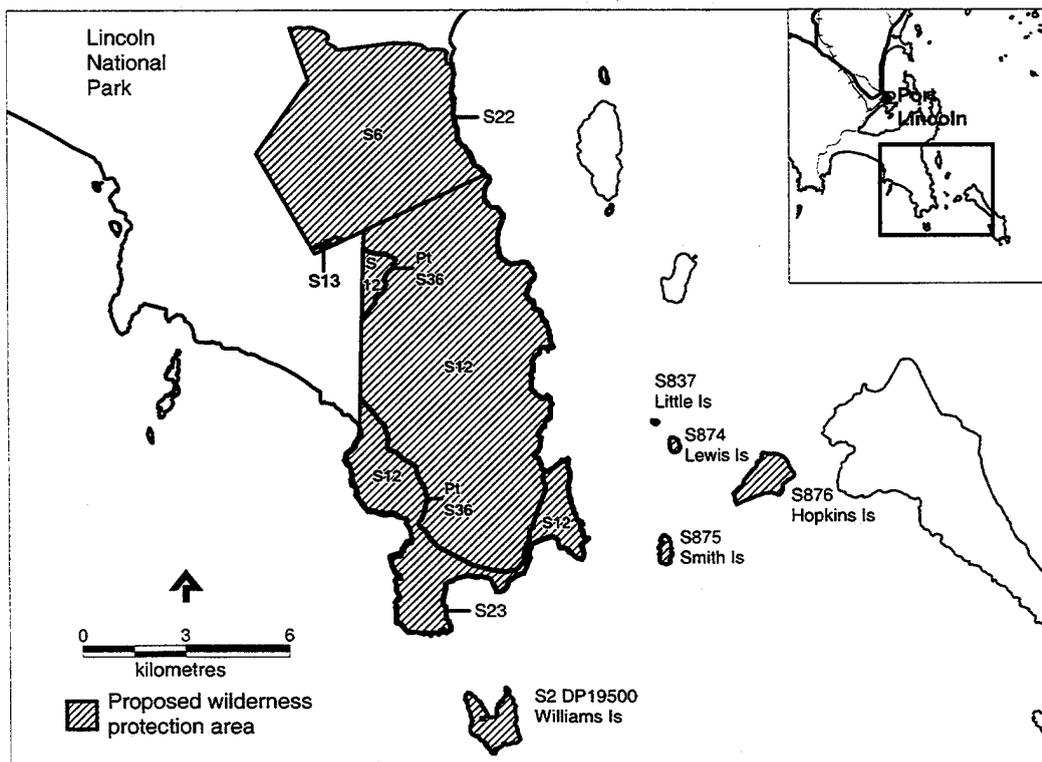 Lincoln
National
Park
Port
Lincoln
S6
S22
S13
S
12
Pt
S36
S12
S837
Little Is
S874
Lewis Is
S876
Hopkins Is
S12
Pt
S36
S12
S875
Smith Is
S23
0 3 6
kilometres
Proposed wilderness
protection area
S2 DP19500
Williams Is